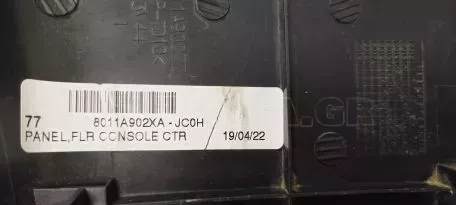 77
8011A902XA - JC0H
PANEL,FLR CONSOLE CTR 19/04/22